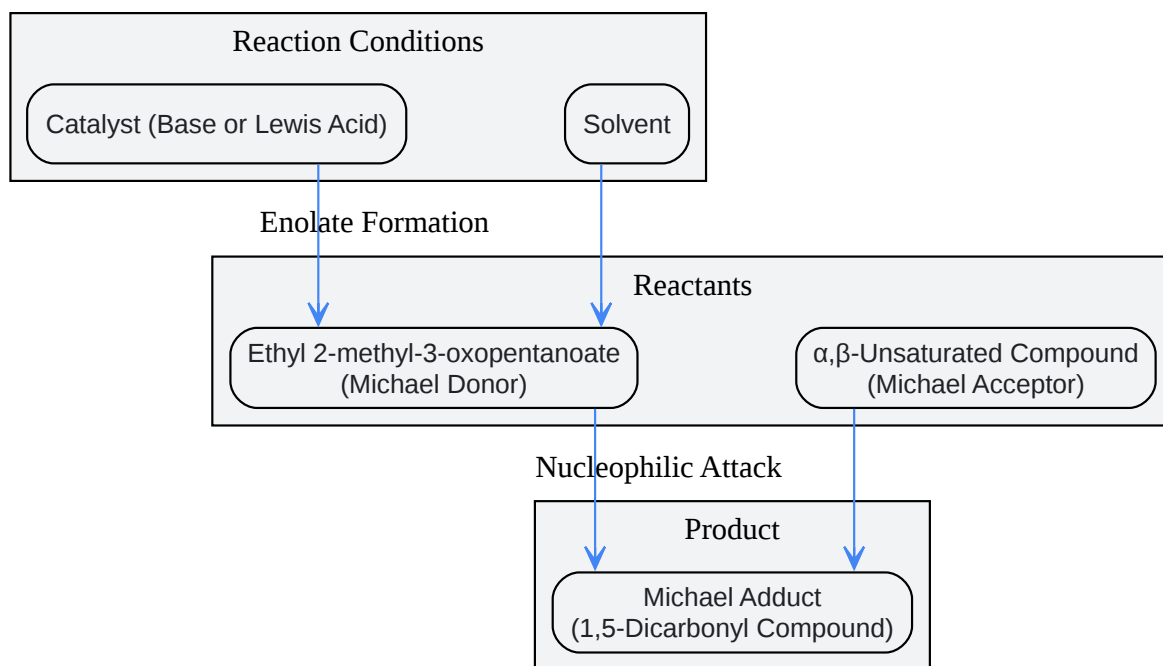 Reaction Conditions
Catalyst (Base or Lewis Acid)
Solvent
Enolate Formation
Reactants
Ethyl 2-methyl-3-oxopentanoate
(Michael Donor)
α,β-Unsaturated Compound
(Michael Acceptor)
Nucleophilic Attack
Product
Michael Adduct
(1,5-Dicarbonyl Compound)